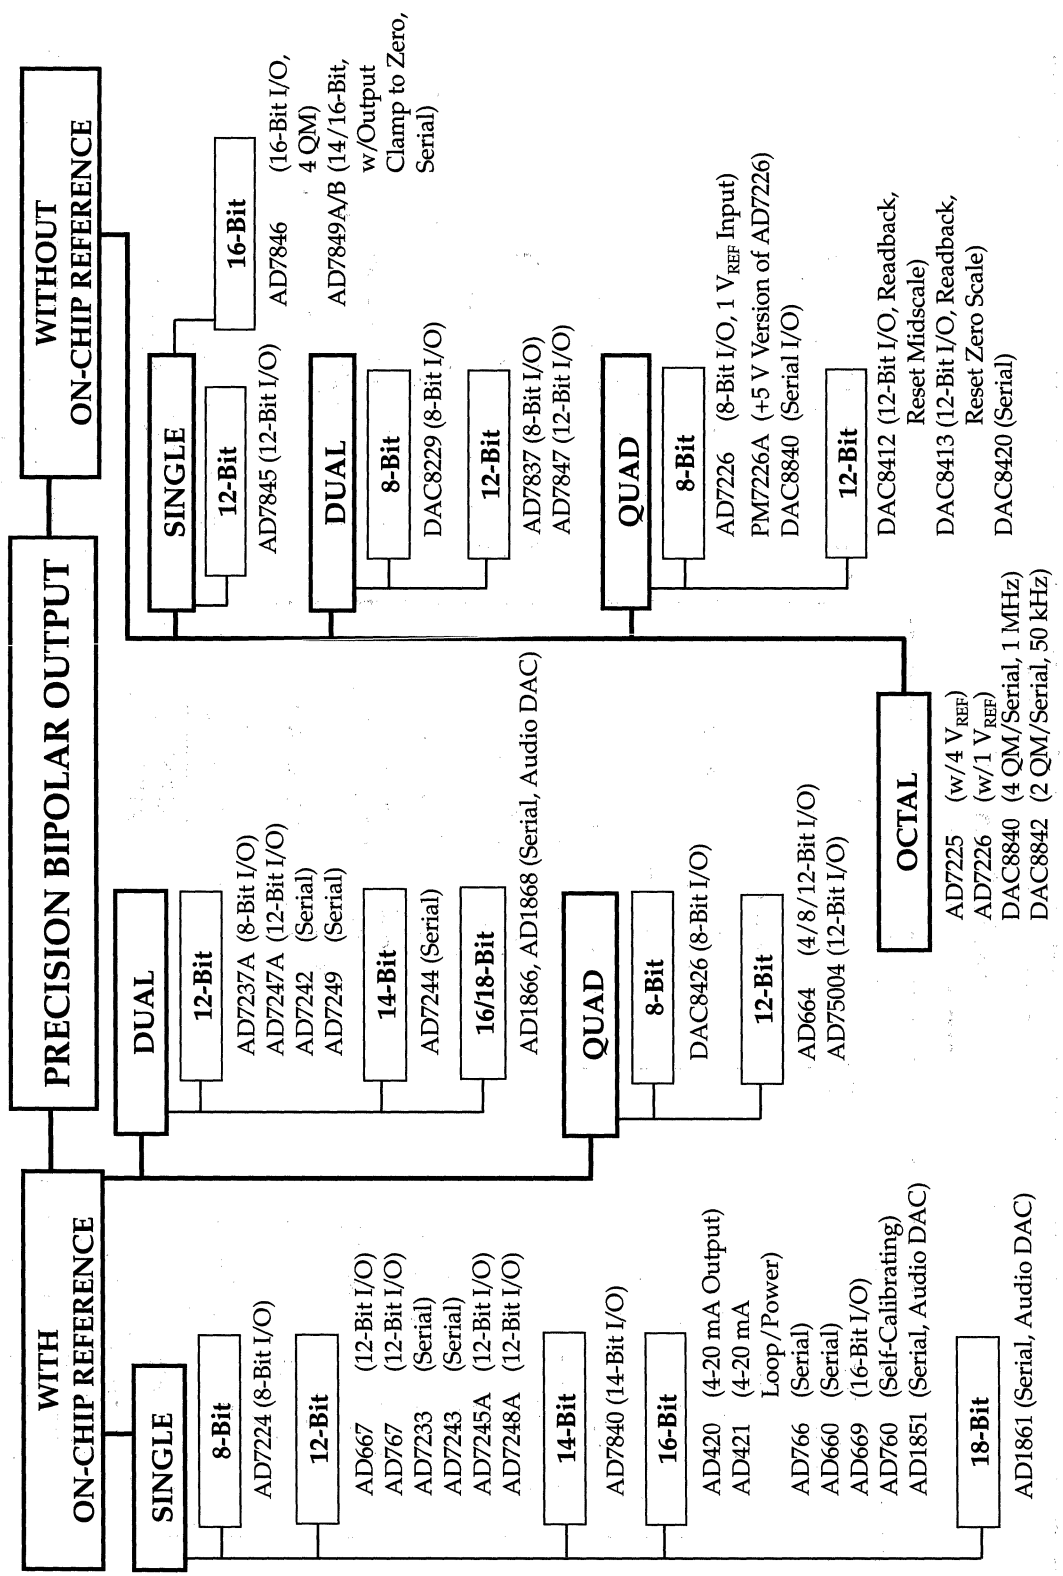 PRECISION BIPOLAR OUTPUT
WITH
ON-CHIP REFERENCE
SINGLE
8-Bit
AD7224 (8-Bit I/O)
12-Bit
AD667 (12-Bit I/O)
AD767 (12-Bit I/O)
AD7233 (Serial)
AD7243 (Serial)
AD7245A (12-Bit I/O)
AD7248A (12-Bit I/O)
14-Bit
AD7840 (14-Bit I/O)
16-Bit
AD420 (4-20 mA Output)
AD421 (4-20 mA
Loop/Power)
AD766 (Serial)
AD660 (Serial)
AD669 (16-Bit I/O)
AD760 (Self-Calibrating)
AD1851 (Serial, Audio DAC)
18-Bit
AD1861 (Serial, Audio DAC)
DUAL
12-Bit
AD7237A (8-Bit I/O)
AD7247A (12-Bit I/O)
AD7242 (Serial)
AD7249 (Serial)
14-Bit
AD7244 (Serial)
16/18-Bit
AD1866, AD1868 (Serial, Audio DAC)
QUAD
8-Bit
DAC8426 (8-Bit I/O)
12-Bit
AD664 (4/8/12-Bit I/O)
AD75004 (12-Bit I/O)
WITHOUT
ON-CHIP REFERENCE
SINGLE
12-Bit
AD7845 (12-Bit I/O)
16-Bit
AD7846 (16-Bit I/O,
4 QM)
AD7849A/B (14/16-Bit,
w/Output
Clamp to Zero,
Serial)
DUAL
8-Bit
DAC8229 (8-Bit I/O)
12-Bit
AD7837 (8-Bit I/O)
AD7847 (12-Bit I/O)
QUAD
8-Bit
AD7226 (8-Bit I/O, 1 VREF Input)
PM7226A (+5 V Version of AD7226)
DAC8840 (Serial I/O)
12-Bit
DAC8412 (12-Bit I/O, Readback,
Reset Midscale)
DAC8413 (12-Bit I/O, Readback,
Reset Zero Scale)
DAC8420 (Serial)
OCTAL
AD7225 (w/4 VREF)
AD7226 (w/1 VREF)
DAC8840 (4 QM/Serial, 1 MHz)
DAC8842 (2 QM/Serial, 50 kHz)